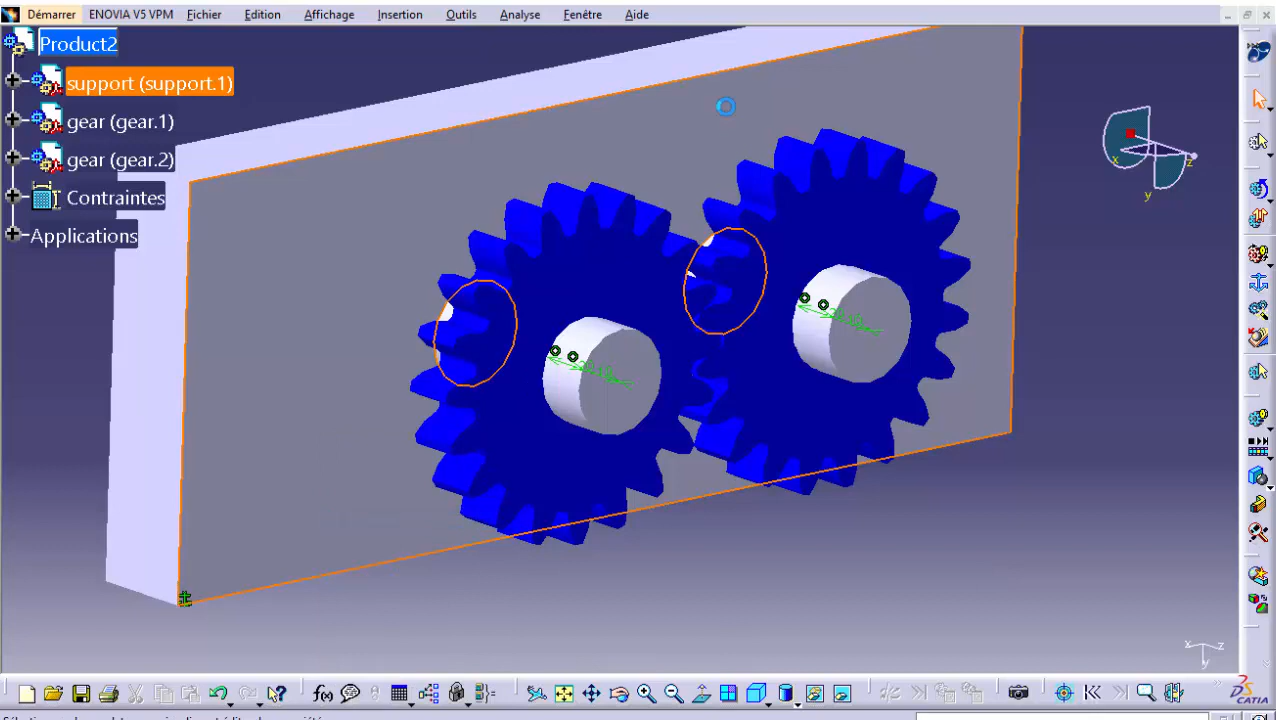 Démarrer ENOVIA V5 VPM Fichier Edition Affichage Insertion Outils Analyse Fenêtre Aide
Product2
support (support.1)
gear (gear.1)
gear (gear.2)
Contraintes
Applications
x
z
y
x z
y
f(x)
CATIA